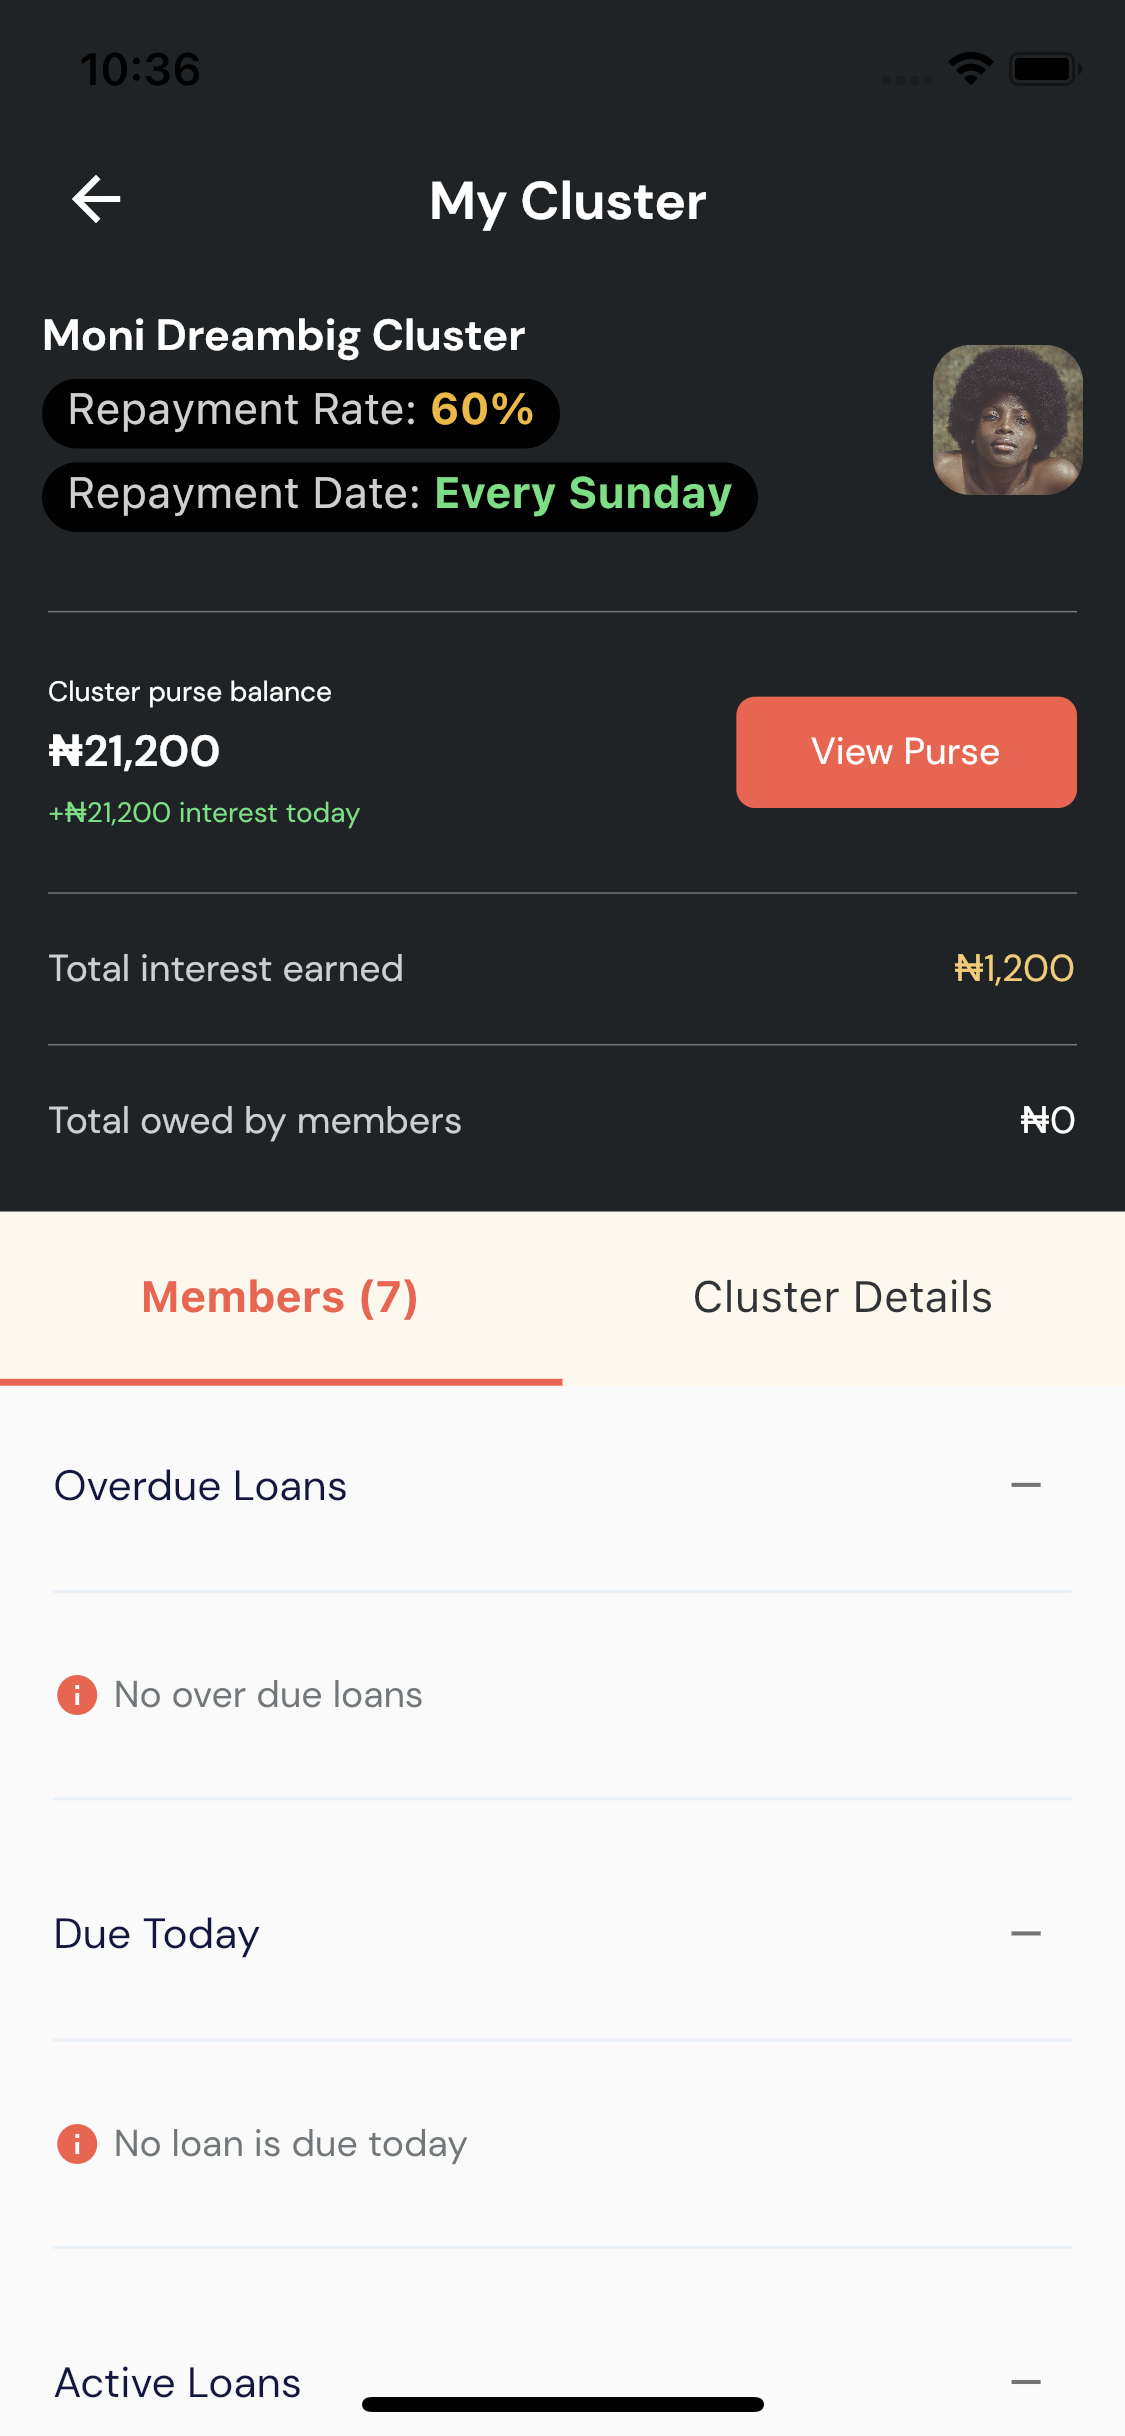 10:36
My Cluster
Moni Dreambig Cluster
Repayment Rate: 60%
Repayment Date: Every Sunday
Cluster purse balance
₦21,200
+₦21,200 interest today
View Purse
Total interest earned
₦1,200
Total owed by members
₦0
Members (7)
Cluster Details
Overdue Loans
No over due loans
Due Today
No loan is due today
Active Loans